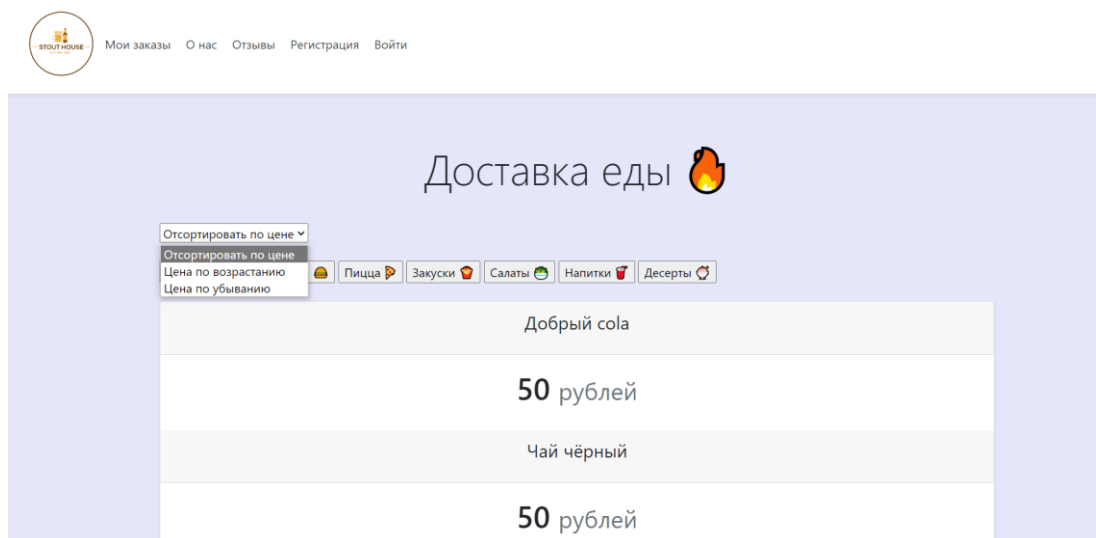 STOUT HOUSE
Мои заказы О нас Отзывы Регистрация Войти
Доставка еды 🔥
Отсортировать по цене
Отсортировать по цене
Цена по возрастанию
Цена по убыванию
🍔 Пицца 🍕 Закуски 🍟 Салаты 🥗 Напитки 🥤 Десерты 🍧
Добрый cola
50 рублей
Чай чёрный
50 рублей